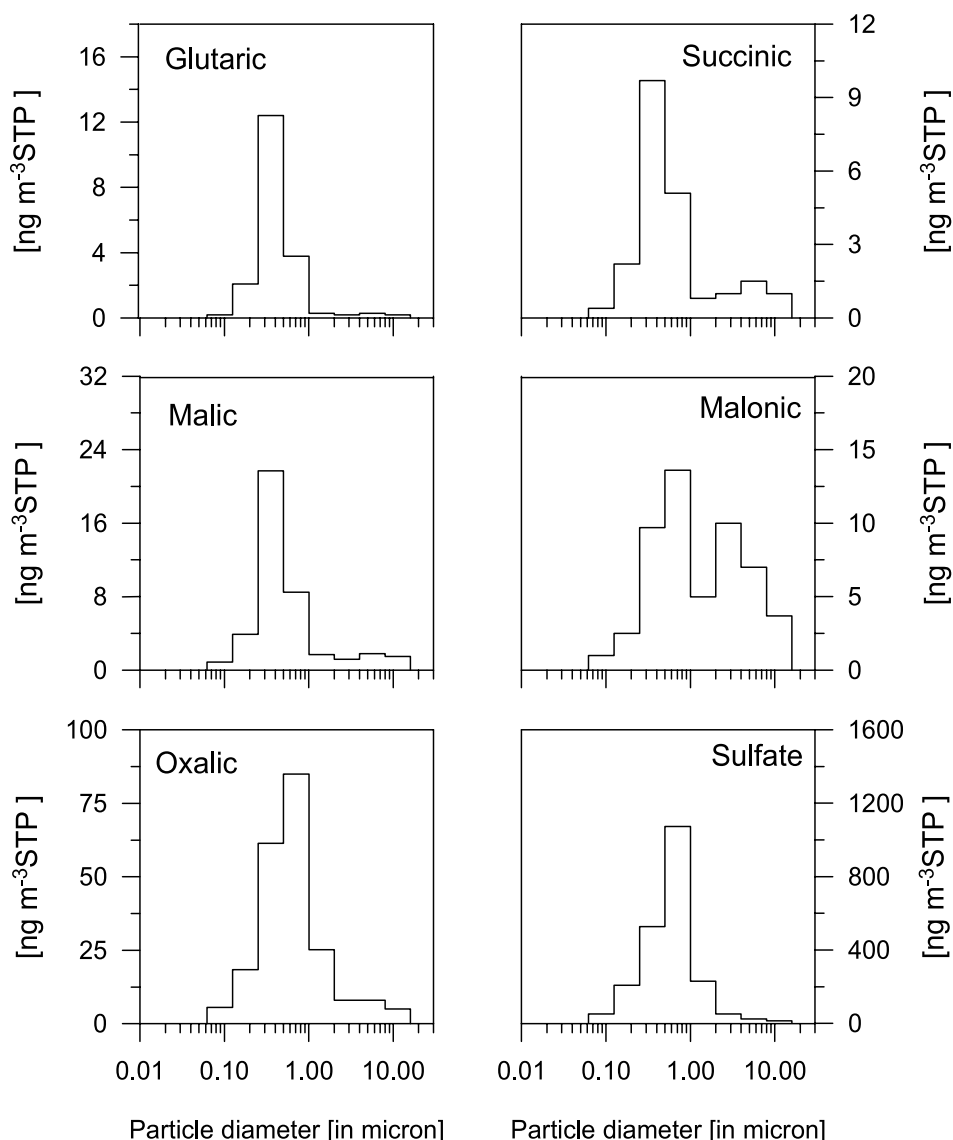 Glutaric
[ng m-3STP ]
16
12
8
4
0
Succinic
12
9
6
3
0
[ng m-3STP ]
Malic
[ng m-3STP ]
32
24
16
8
0
Malonic
20
15
10
5
0
[ng m-3STP ]
Oxalic
[ng m-3STP ]
100
75
50
25
0
0.01 0.10 1.00 10.00
Particle diameter [in micron]
Sulfate
1600
1200
800
400
0
[ng m-3STP ]
0.01 0.10 1.00 10.00
Particle diameter [in micron]